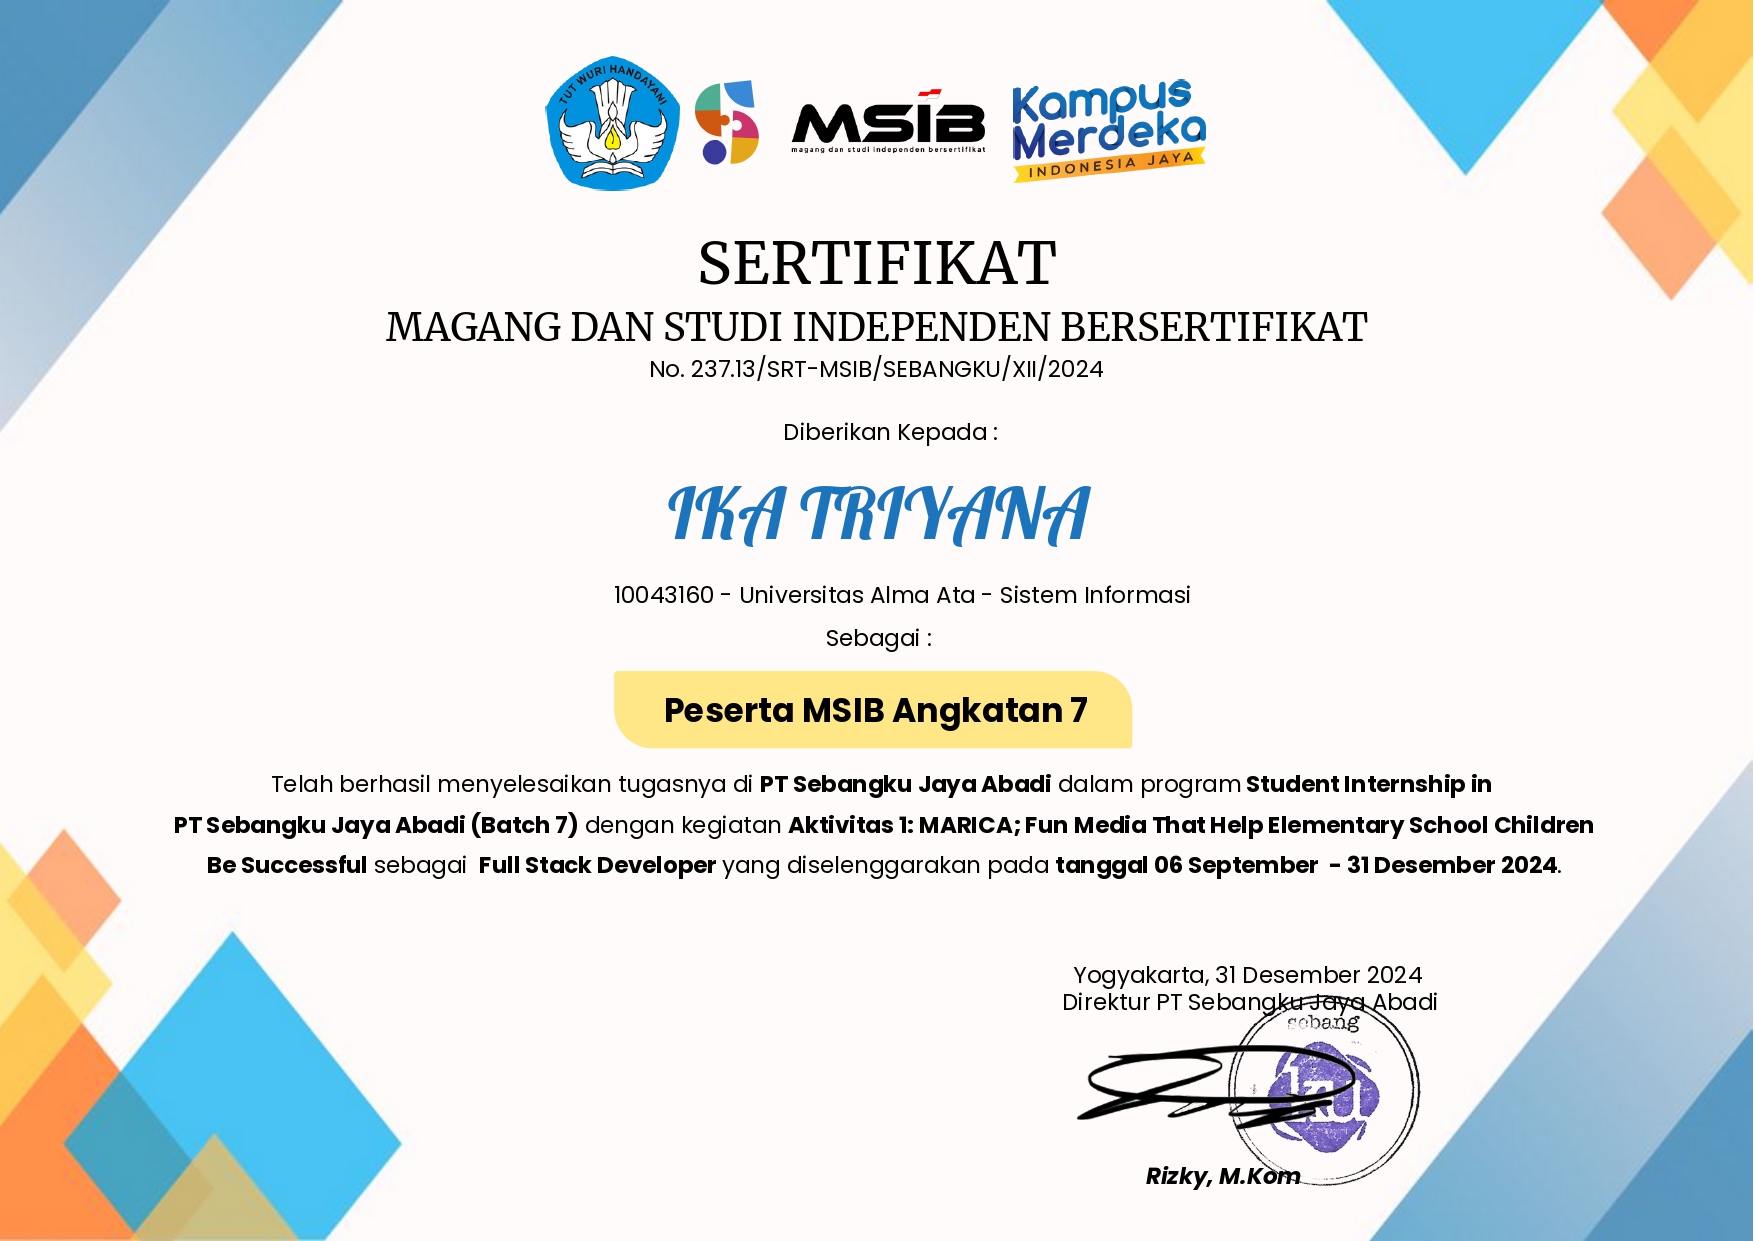 TUT WURI HANDAYANI
MSIB
magang dan studi independen bersertifikat
Kampus
Merdeka
INDONESIA JAYA
SERTIFIKAT
MAGANG DAN STUDI INDEPENDEN BERSERTIFIKAT
No. 237.13/SRT-MSIB/SEBANGKU/XII/2024
Diberikan Kepada :
IKA TRIYANA
10043160 - Universitas Alma Ata - Sistem Informasi
Sebagai :
Peserta MSIB Angkatan 7
Telah berhasil menyelesaikan tugasnya di PT Sebangku Jaya Abadi dalam program Student Internship in
PT Sebangku Jaya Abadi (Batch 7) dengan kegiatan Aktivitas 1: MARICA; Fun Media That Help Elementary School Children
Be Successful sebagai Full Stack Developer yang diselenggarakan pada tanggal 06 September - 31 Desember 2024.
Yogyakarta, 31 Desember 2024
Direktur PT Sebangku Jaya Abadi
sebang
Rizky, M.Kom